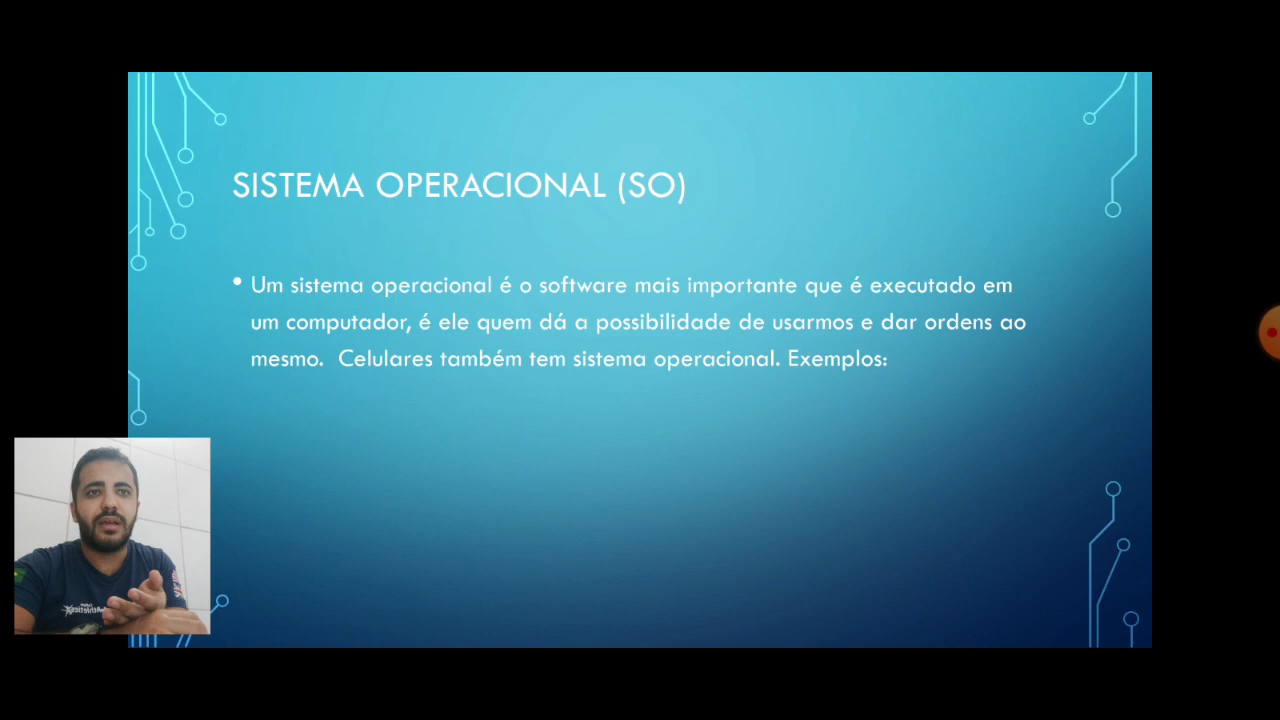 SISTEMA OPERACIONAL (SO)
• Um sistema operacional é o software mais importante que é executado em
um computador, é ele quem dá a possibilidade de usarmos e dar ordens ao
mesmo.  Celulares também tem sistema operacional. Exemplos: